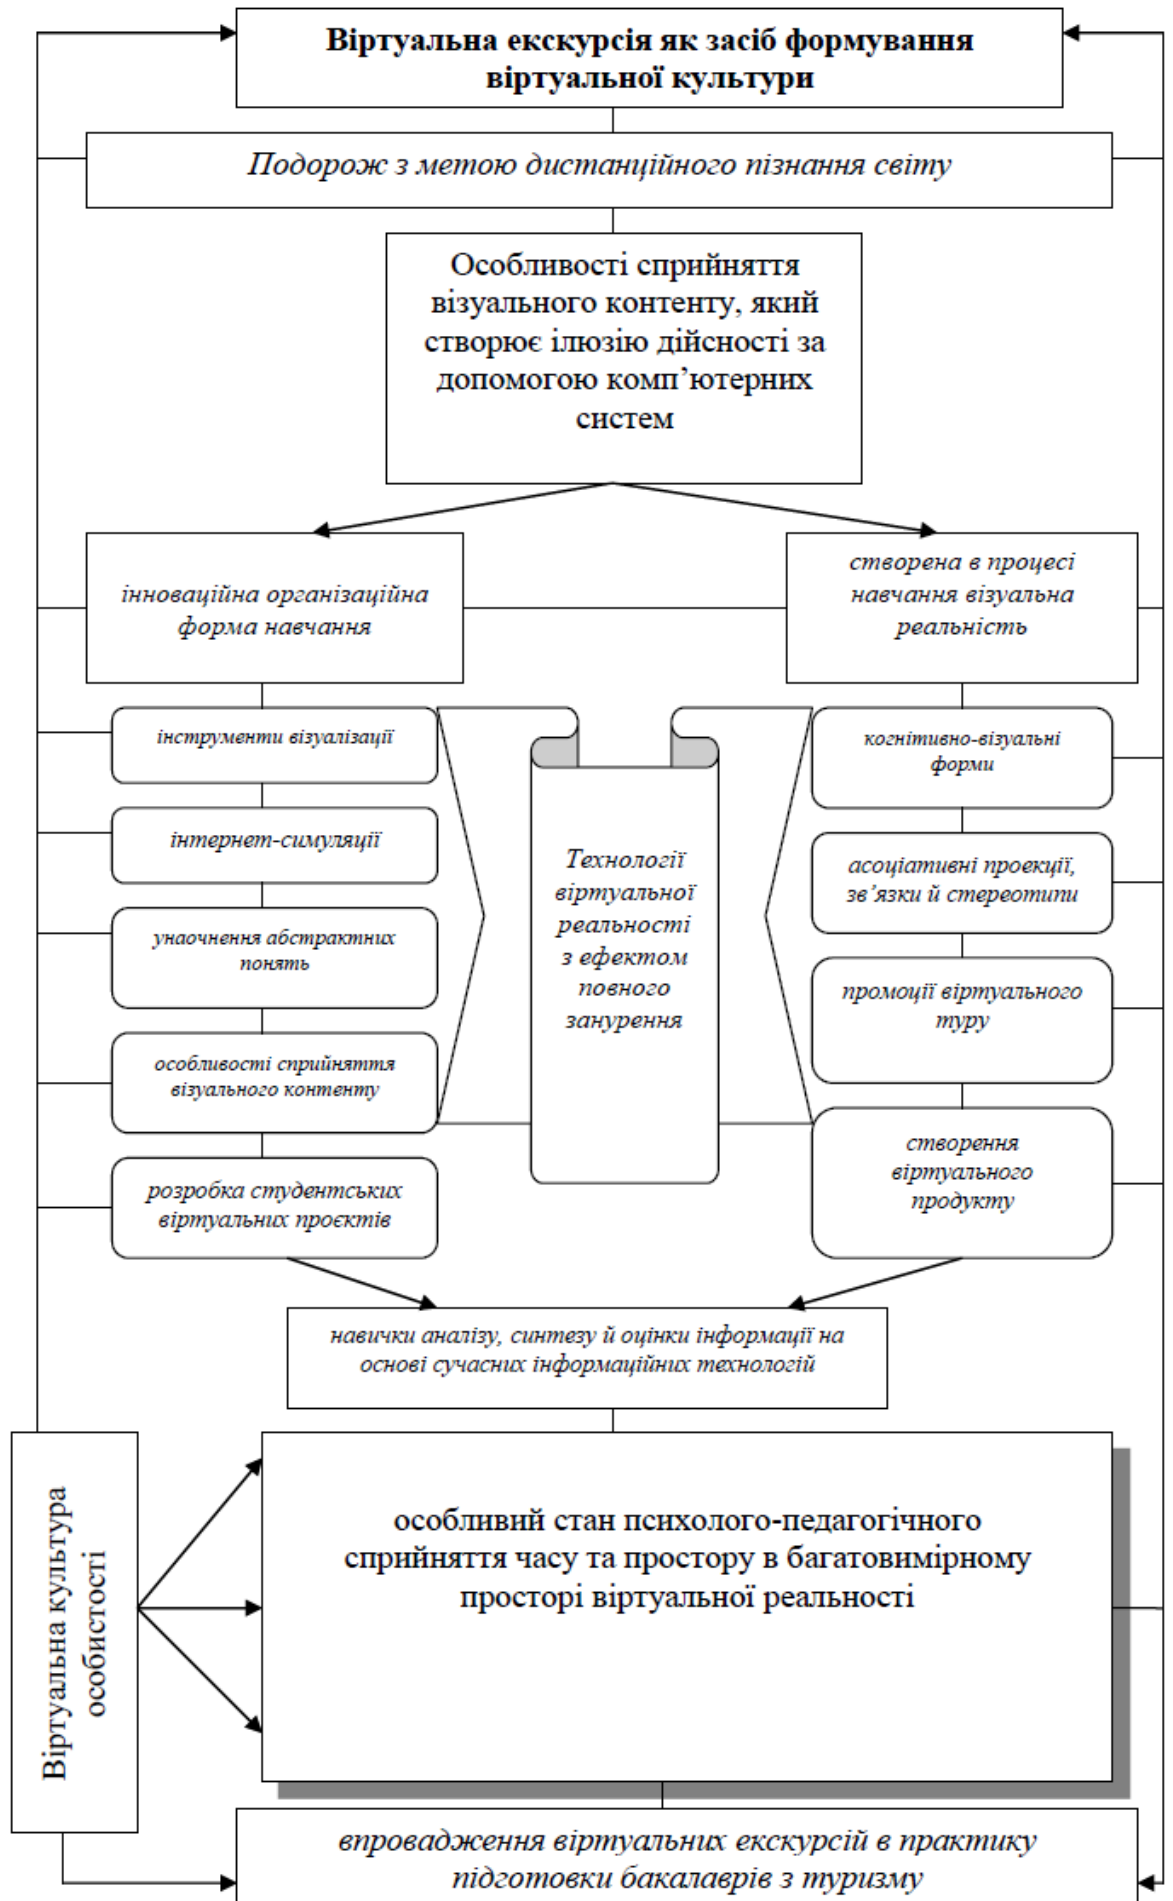 Віртуальна екскурсія як засіб формування
віртуальної культури
Подорож з метою дистанційного пізнання світу
Особливості сприйняття
візуального контенту, який
створює ілюзію дійсності за
допомогою комп’ютерних
систем
інноваційна організаційна
форма навчання
створена в процесі
навчання візуальна
реальність
інструменти візуалізації
інтернет-симуляції
унаочнення абстрактних
понять
особливості сприйняття
візуального контенту
розробка студентських
віртуальних проєктів
Технології
віртуальної
реальності
з ефектом
повного
занурення
когнітивно-візуальні
форми
асоціативні проекції,
зв’язки й стереотипи
промоції віртуального
туру
створення
віртуального
продукту
навички аналізу, синтезу й оцінки інформації на
основі сучасних інформаційних технологій
Віртуальна культура
особистості
особливий стан психолого-педагогічного
сприйняття часу та простору в багатовимірному
просторі віртуальної реальності
впровадження віртуальних екскурсій в практику
підготовки бакалаврів з туризму